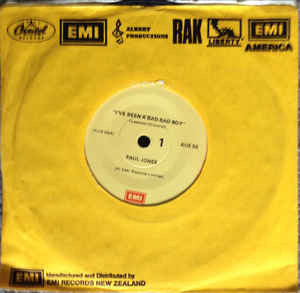 Capitol
RECORDS
EMI
ALBERT
PRODUCTIONS
RAK
LIBERTY
EMI
AMERICA
"I'VE BEEN A BAD BAD BOY"
1
PAUL JONES
EMI
EMI
Manufactured and Distributed by
EMI RECORDS NEW ZEALAND